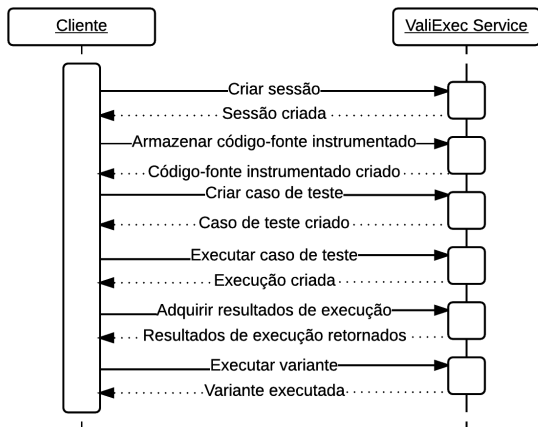 Cliente
ValiExec Service
Criar sessão
Sessão criada
Armazenar código-fonte instrumentado
Código-fonte instrumentado criado
Criar caso de teste
Caso de teste criado
Executar caso de teste
Execução criada
Adquirir resultados de execução
Resultados de execução retornados
Executar variante
Variante executada